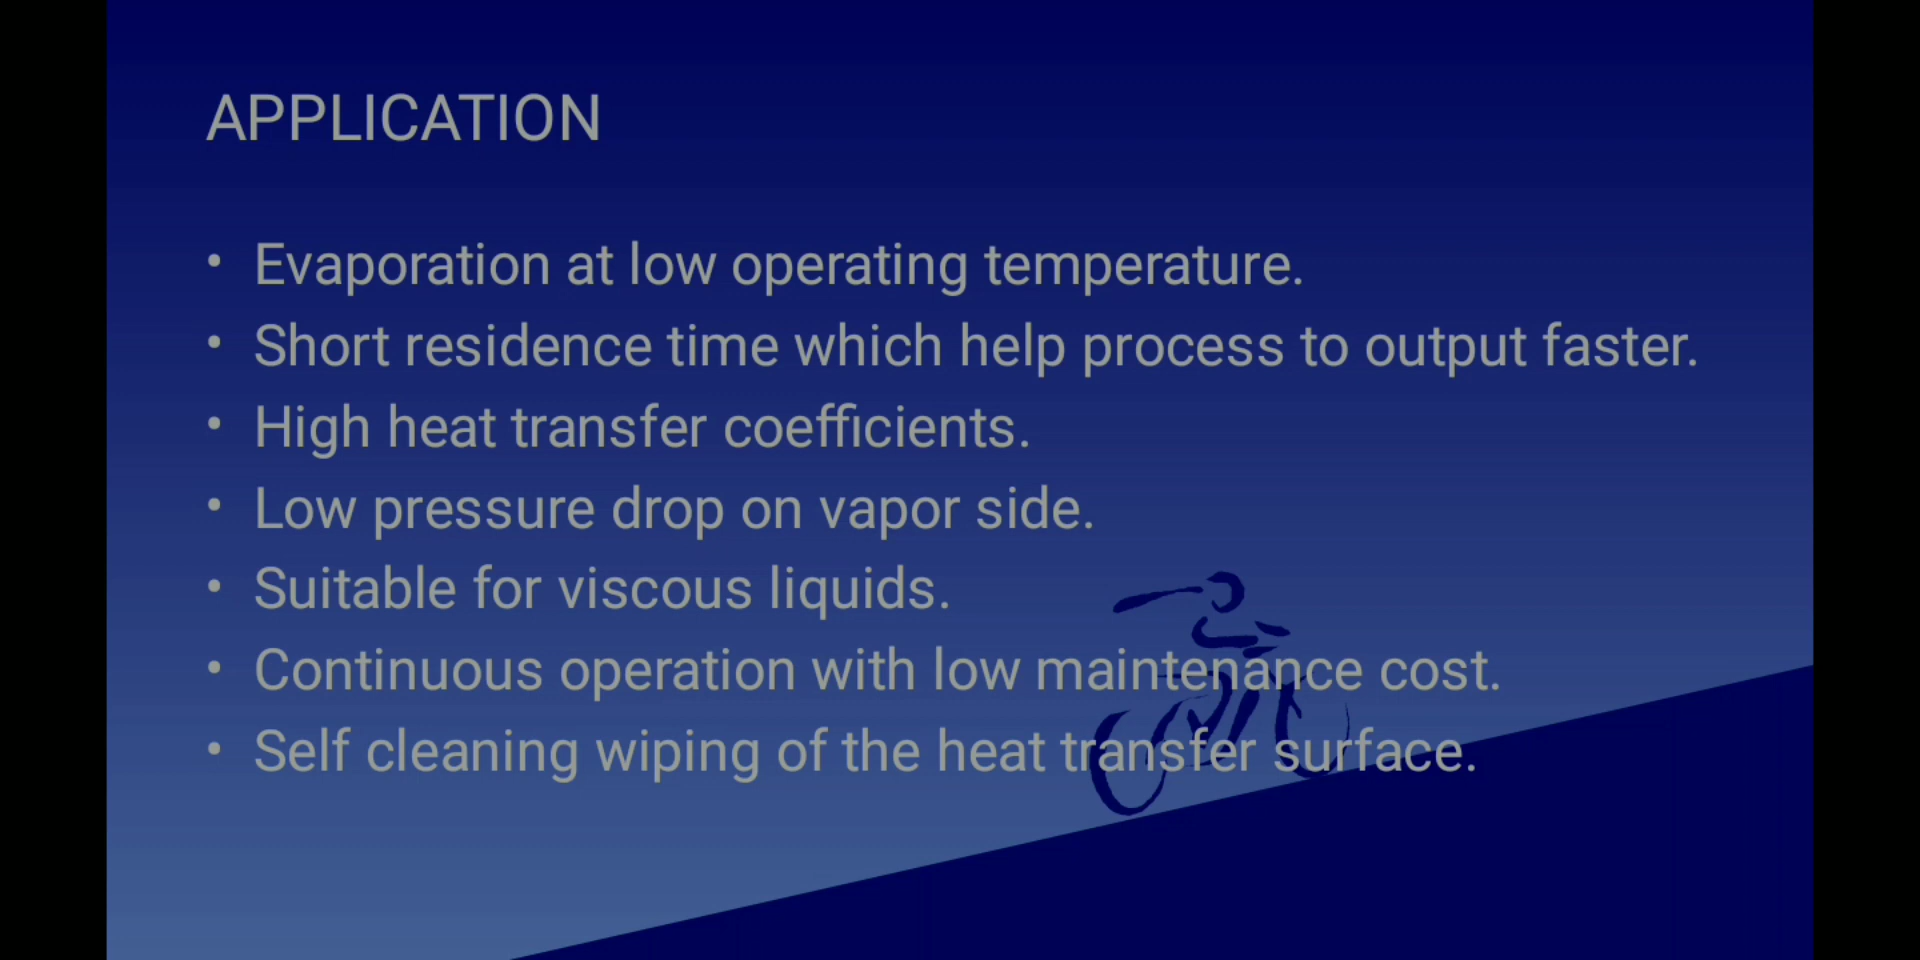 APPLICATION
• Evaporation at low operating temperature.
• Short residence time which help process to output faster.
• High heat transfer coefficients.
• Low pressure drop on vapor side.
• Suitable for viscous liquids.
• Continuous operation with low maintenance cost.
• Self cleaning wiping of the heat transfer surface.